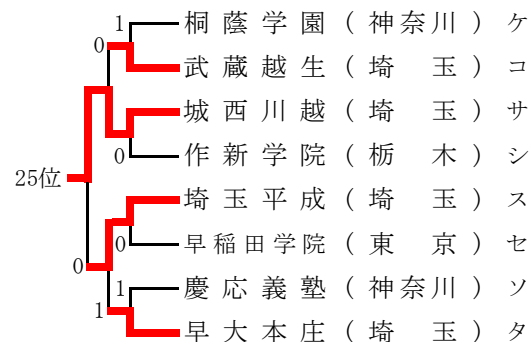 1
桐蔭学園(神奈川) ケ
0
武蔵越生(埼玉) コ
城西川越(埼玉) サ
0
作新学院(栃木) シ
25位
埼玉平成(埼玉) ス
0
早稲田学院(東京) セ
0
1
慶応義塾(神奈川) ソ
1
早大本庄(埼玉) タ